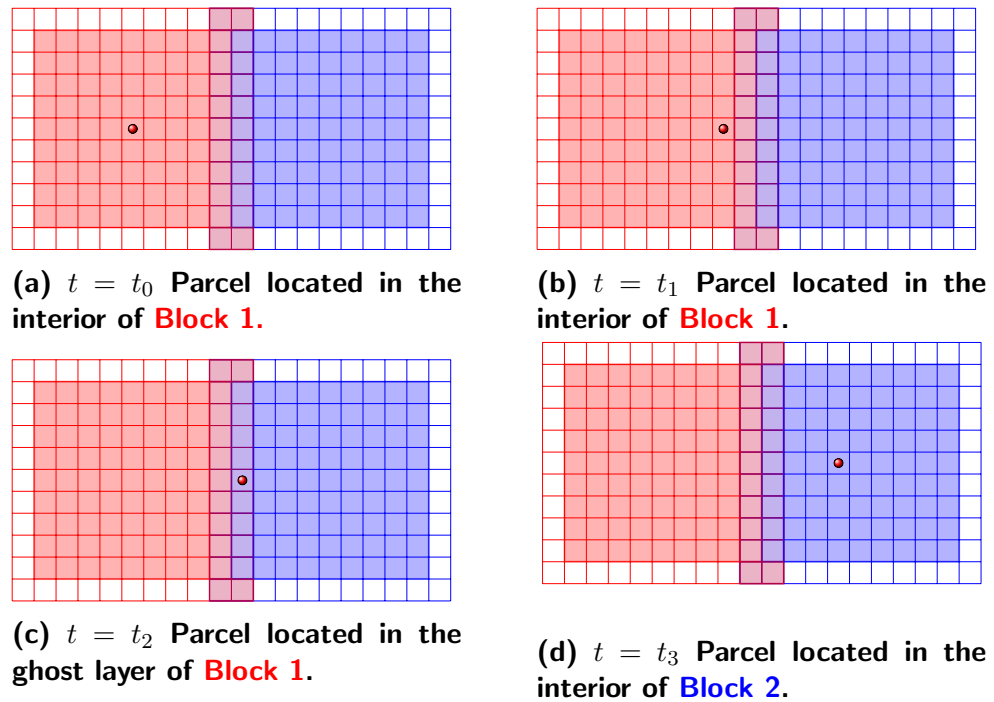 (a) t = t₀ Parcel located in the
interior of Block 1.
(b) t = t₁ Parcel located in the
interior of Block 1.
(c) t = t₂ Parcel located in the
ghost layer of Block 1.
(d) t = t₃ Parcel located in the
interior of Block 2.